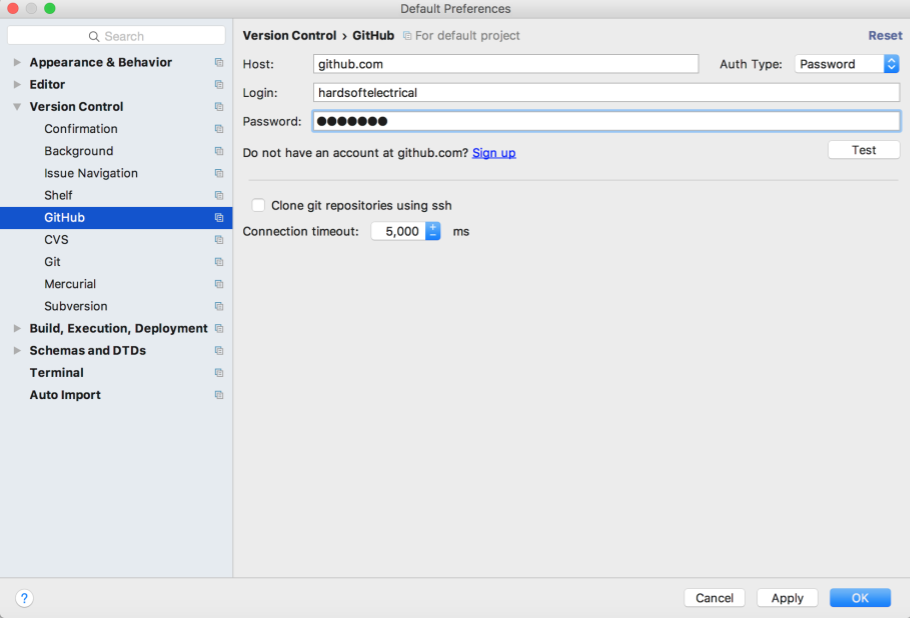 Default Preferences
Search
Appearance & Behavior
Editor
Version Control
Confirmation
Background
Issue Navigation
Shelf
GitHub
CVS
Git
Mercurial
Subversion
Build, Execution, Deployment
Schemas and DTDs
Terminal
Auto Import
Version Control › GitHub For default project Reset
Host: github.com Auth Type: Password
Login: hardsoftelectrical
Password: ●●●●●●●
Do not have an account at github.com? Sign up Test
Clone git repositories using ssh
Connection timeout: 5,000 ms
? Cancel Apply OK